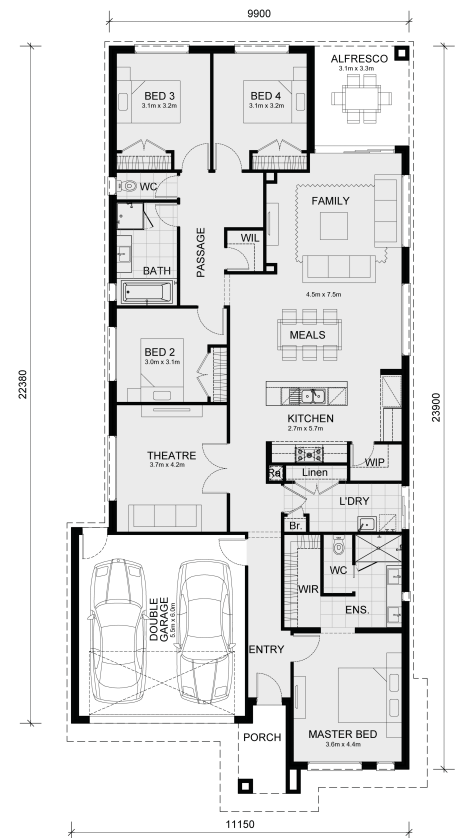 9900
ALFRESCO
3.1m x 3.3m
BED 3
3.1m x 3.2m
BED 4
3.1m x 3.2m
WC
FAMILY
PASSAGE
WIL
BATH
4.5m x 7.5m
MEALS
BED 2
3.0m x 3.1m
22380
23900
KITCHEN
2.7m x 5.7m
THEATRE
3.7m x 4.2m
WIP
Linen
L'DRY
Br.
WC
WIR
ENS.
DOUBLE
GARAGE
5.5m x 6.0m
ENTRY
PORCH
MASTER BED
3.6m x 4.4m
11150